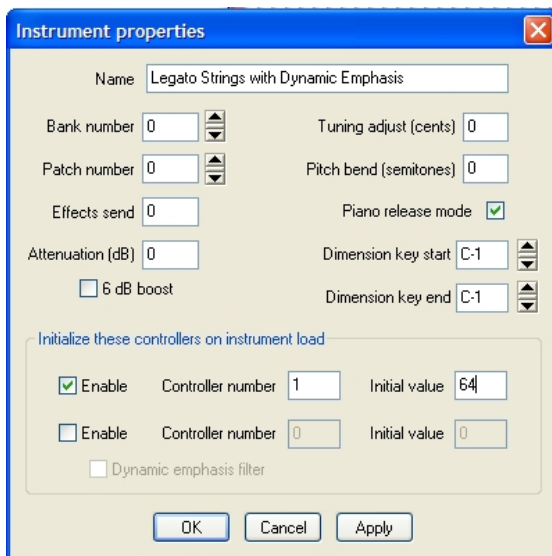 Instrument properties
Name Legato Strings with Dynamic Emphasis
Bank number 0 Tuning adjust (cents) 0
Patch number 0 Pitch bend (semitones) 0
Effects send 0 Piano release mode
Attenuation (dB) 0 Dimension key start C-1
6 dB boost Dimension key end C-1
Initialize these controllers on instrument load
Enable Controller number 1 Initial value 64
Enable Controller number 0 Initial value 0
Dynamic emphasis filter
OK Cancel Apply